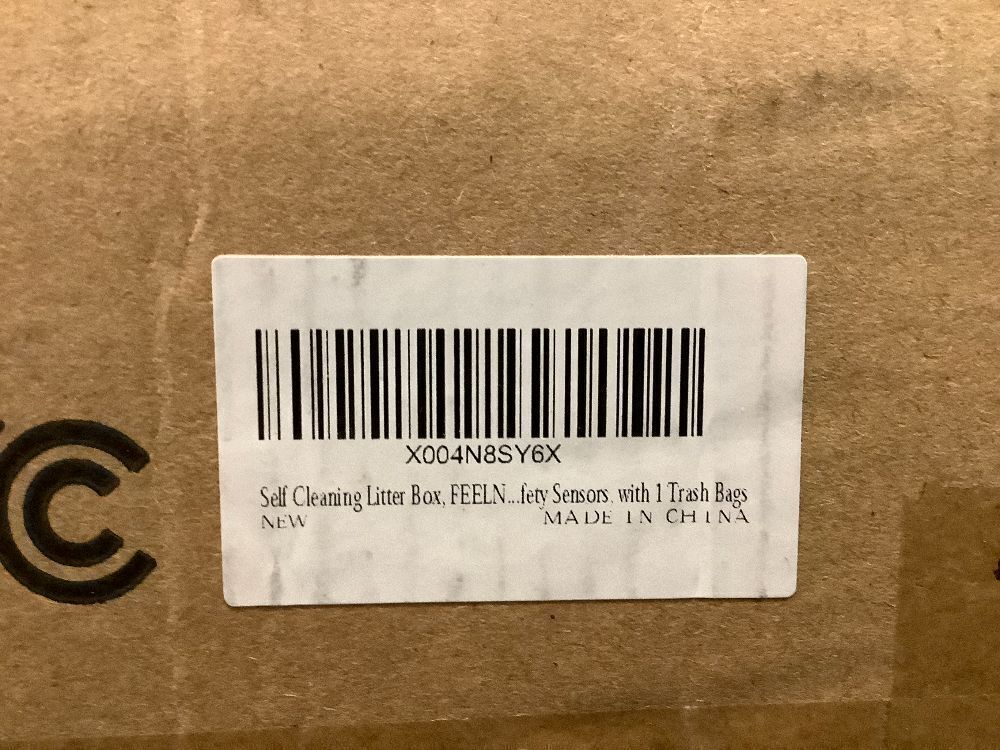 X004N8SY6X
Self Cleaning Litter Box, FEELN...fety Sensors, with 1 Trash Bags
NEW MADE IN CHINA
C